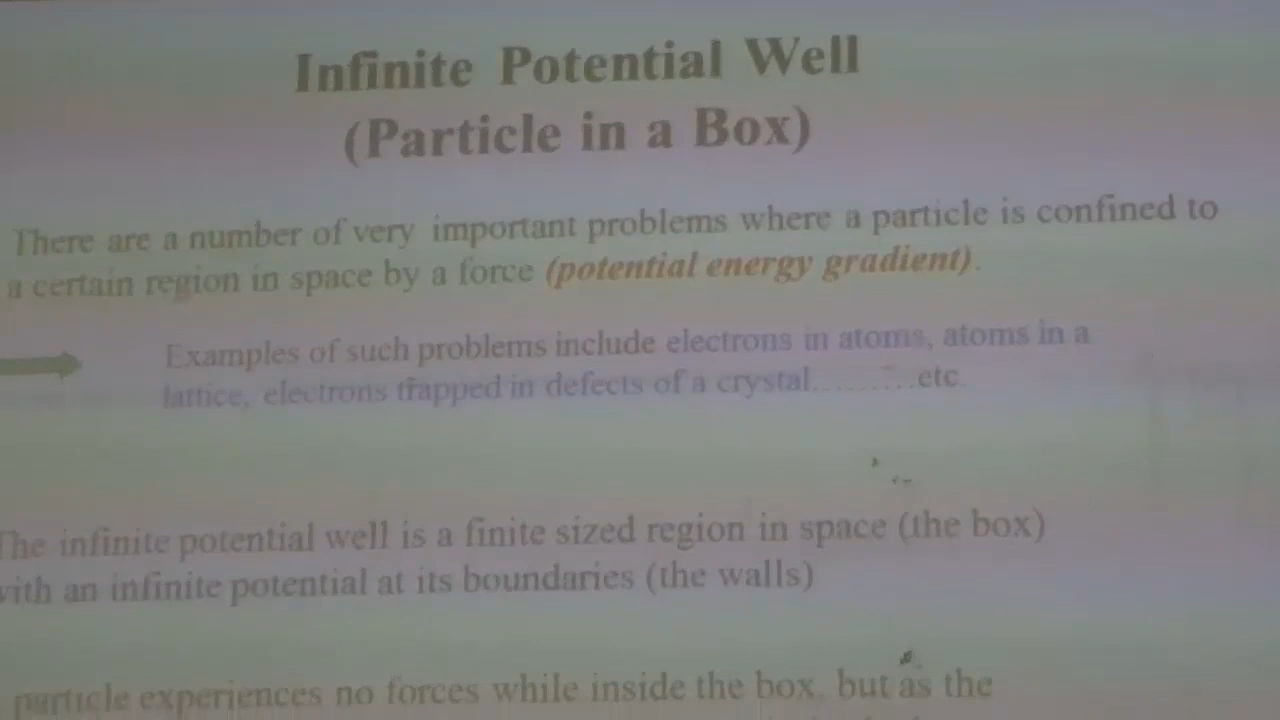 Infinite Potential Well
(Particle in a Box)
There are a number of very important problems where a particle is confined to
a certain region in space by a force (potential energy gradient).
Examples of such problems include electrons in atoms, atoms in a
lattice, electrons trapped in defects of a crystal..........etc
The infinite potential well is a finite sized region in space (the box)
with an infinite potential at its boundaries (the walls)
particle experiences no forces while inside the box, but as the